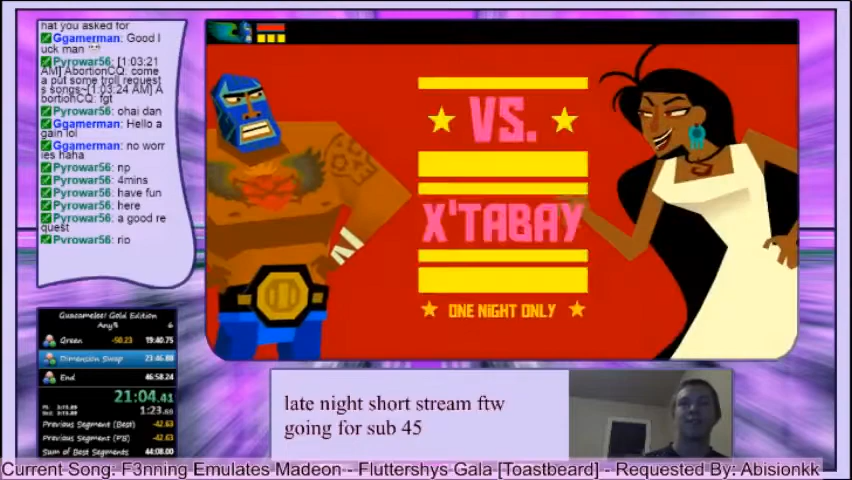 hat you asked for
Ggamerman: Good l
uck man
Pyrowar56: [1:03:21
AM] AbortionCQ: come
a put some troll request
s songs~[1:03:24 AM] A
bortionCQ: fgt
Pyrowar56: ohai dan
Ggamerman: Hello a
gain lol
Ggamerman: no worr
ies haha
Pyrowar56: np
Pyrowar56: 4mins
Pyrowar56: have fun
Pyrowar56: here
Pyrowar56: a good re
quest
Pyrowar56: rip
VS.
X'TABAY
ONE NIGHT ONLY
Guacamelee! Gold Edition
Any% 6
Green -50.23 19:40.75
Dimension Swap 23:46.88
End 46:58.24
21:04.41
1:23.68
Previous Segment (Best) -42.63
Previous Segment (PB) -42.63
Sum of Best Segments 44:08.00
late night short stream ftw
going for sub 45
Current Song: F3nning Emulates Madeon - Fluttershys Gala [Toastbeard] - Requested By: Abisionkk